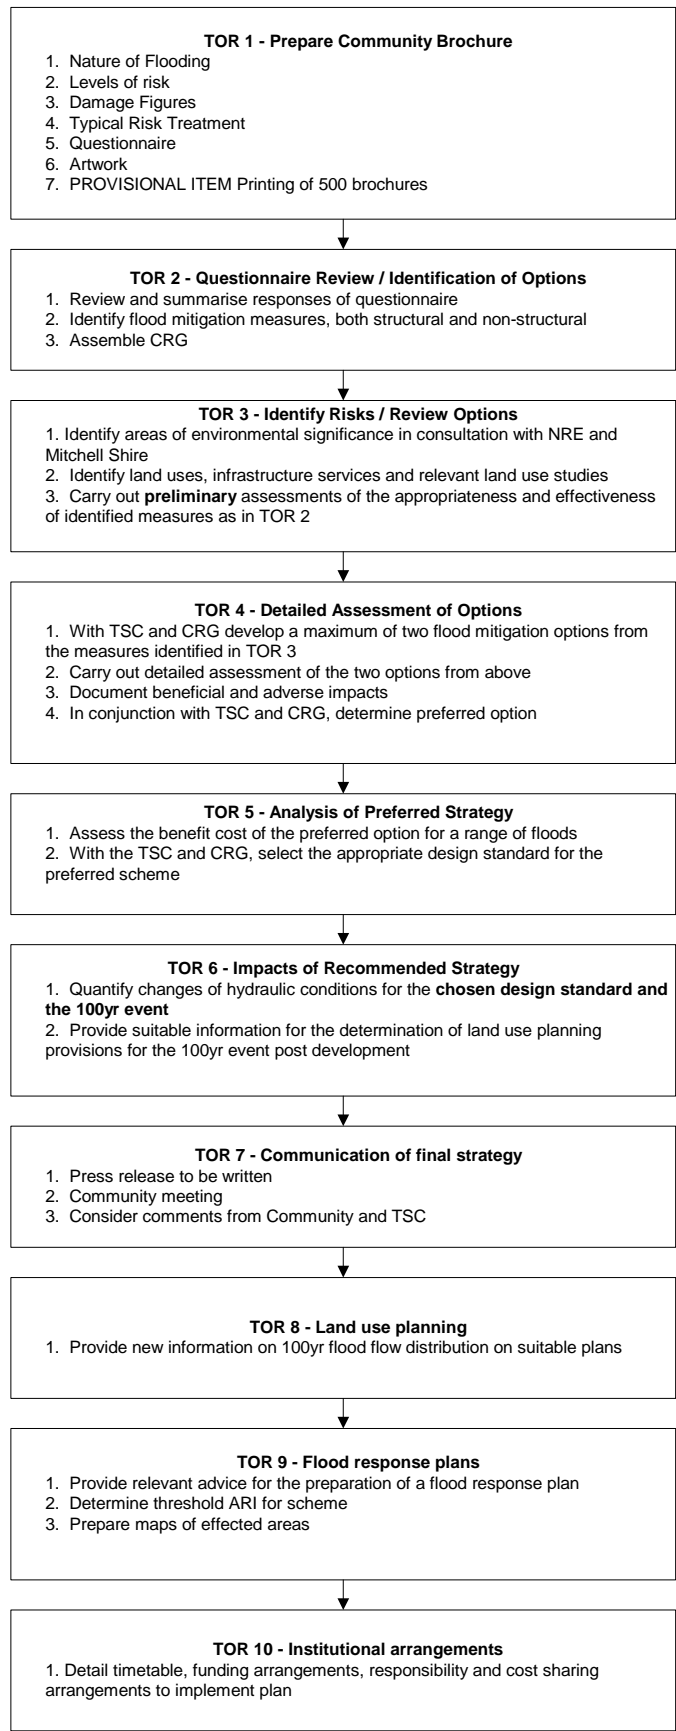 TOR 1 - Prepare Community Brochure
1. Nature of Flooding
2. Levels of risk
3. Damage Figures
4. Typical Risk Treatment
5. Questionnaire
6. Artwork
7. PROVISIONAL ITEM Printing of 500 brochures
TOR 2 - Questionnaire Review / Identification of Options
1. Review and summarise responses of questionnaire
2. Identify flood mitigation measures, both structural and non-structural
3. Assemble CRG
TOR 3 - Identify Risks / Review Options
1. Identify areas of environmental significance in consultation with NRE and
Mitchell Shire
2. Identify land uses, infrastructure services and relevant land use studies
3. Carry out preliminary assessments of the appropriateness and effectiveness
of identified measures as in TOR 2
TOR 4 - Detailed Assessment of Options
1. With TSC and CRG develop a maximum of two flood mitigation options from
the measures identified in TOR 3
2. Carry out detailed assessment of the two options from above
3. Document beneficial and adverse impacts
4. In conjunction with TSC and CRG, determine preferred option
TOR 5 - Analysis of Preferred Strategy
1. Assess the benefit cost of the preferred option for a range of floods
2. With the TSC and CRG, select the appropriate design standard for the
preferred scheme
TOR 6 - Impacts of Recommended Strategy
1. Quantify changes of hydraulic conditions for the chosen design standard and
the 100yr event
2. Provide suitable information for the determination of land use planning
provisions for the 100yr event post development
TOR 7 - Communication of final strategy
1. Press release to be written
2. Community meeting
3. Consider comments from Community and TSC
TOR 8 - Land use planning
1. Provide new information on 100yr flood flow distribution on suitable plans
TOR 9 - Flood response plans
1. Provide relevant advice for the preparation of a flood response plan
2. Determine threshold ARI for scheme
3. Prepare maps of effected areas
TOR 10 - Institutional arrangements
1. Detail timetable, funding arrangements, responsibility and cost sharing
arrangements to implement plan